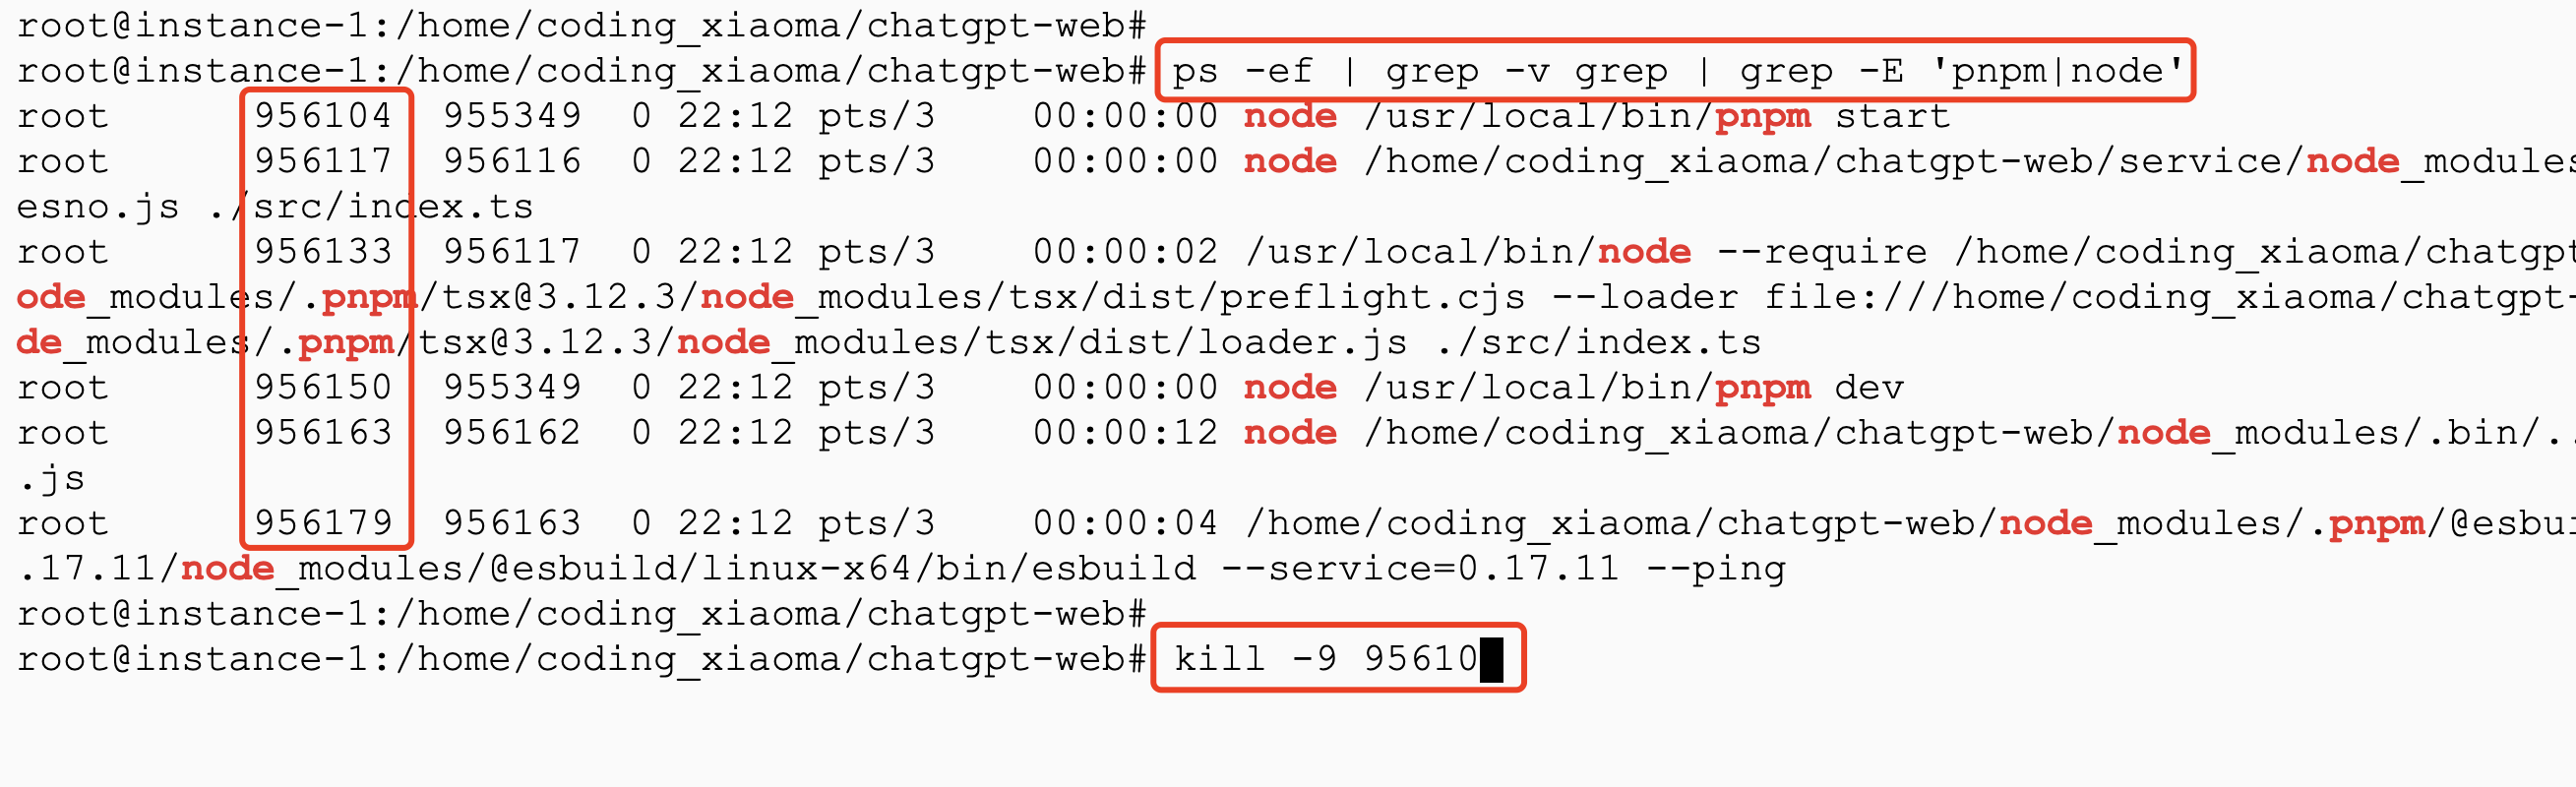 root@instance-1:/home/coding_xiaoma/chatgpt-web#
root@instance-1:/home/coding_xiaoma/chatgpt-web# ps -ef | grep -v grep | grep -E 'pnpm|node'
root 956104 955349 0 22:12 pts/3 00:00:00 node /usr/local/bin/pnpm start
root 956117 956116 0 22:12 pts/3 00:00:00 node /home/coding_xiaoma/chatgpt-web/service/node_modules
esno.js ./src/index.ts
root 956133 956117 0 22:12 pts/3 00:00:02 /usr/local/bin/node --require /home/coding_xiaoma/chatgpt
ode_modules/.pnpm/tsx@3.12.3/node_modules/tsx/dist/preflight.cjs --loader file:///home/coding_xiaoma/chatgpt-
de_modules/.pnpm/tsx@3.12.3/node_modules/tsx/dist/loader.js ./src/index.ts
root 956150 955349 0 22:12 pts/3 00:00:00 node /usr/local/bin/pnpm dev
root 956163 956162 0 22:12 pts/3 00:00:12 node /home/coding_xiaoma/chatgpt-web/node_modules/.bin/..
.js
root 956179 956163 0 22:12 pts/3 00:00:04 /home/coding_xiaoma/chatgpt-web/node_modules/.pnpm/@esbui
.17.11/node_modules/@esbuild/linux-x64/bin/esbuild --service=0.17.11 --ping
root@instance-1:/home/coding_xiaoma/chatgpt-web#
root@instance-1:/home/coding_xiaoma/chatgpt-web# kill -9 95610